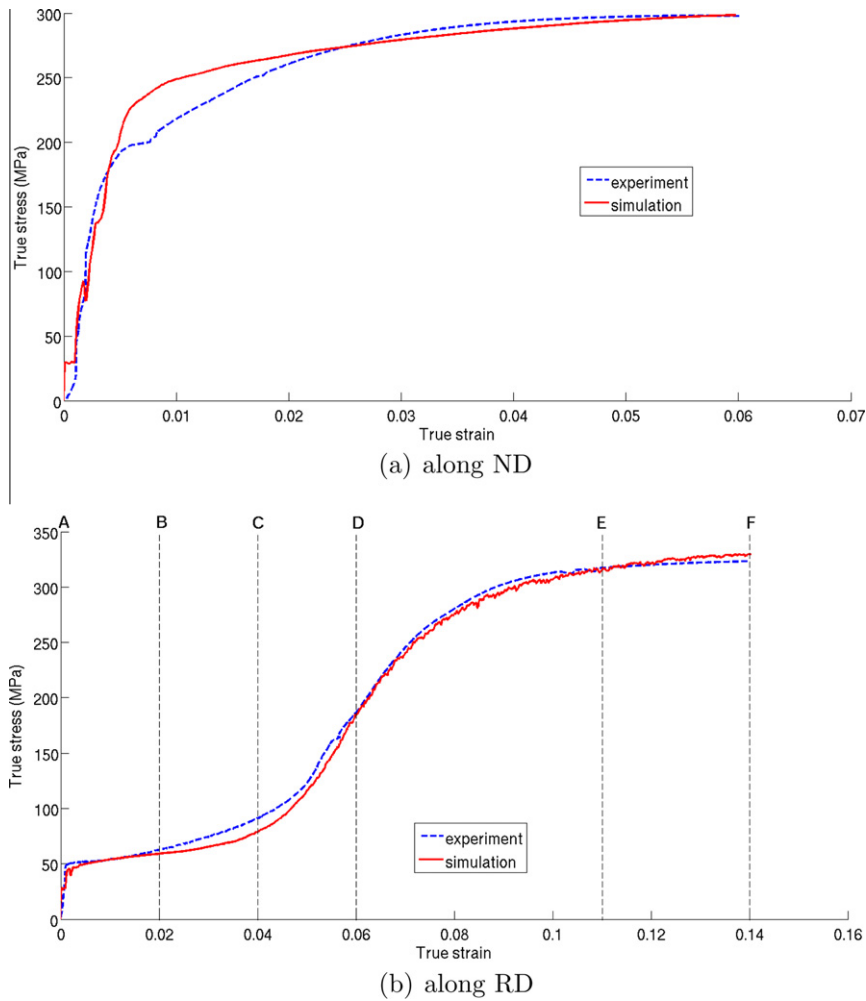 300
250
200
150
100
50
0
True stress (MPa)
experiment
simulation
0 0.01 0.02 0.03 0.04 0.05 0.06 0.07
True strain
(a) along ND
A B C D E F
350
300
250
200
150
100
50
0
True stress (MPa)
experiment
simulation
0 0.02 0.04 0.06 0.08 0.1 0.12 0.14 0.16
True strain
(b) along RD